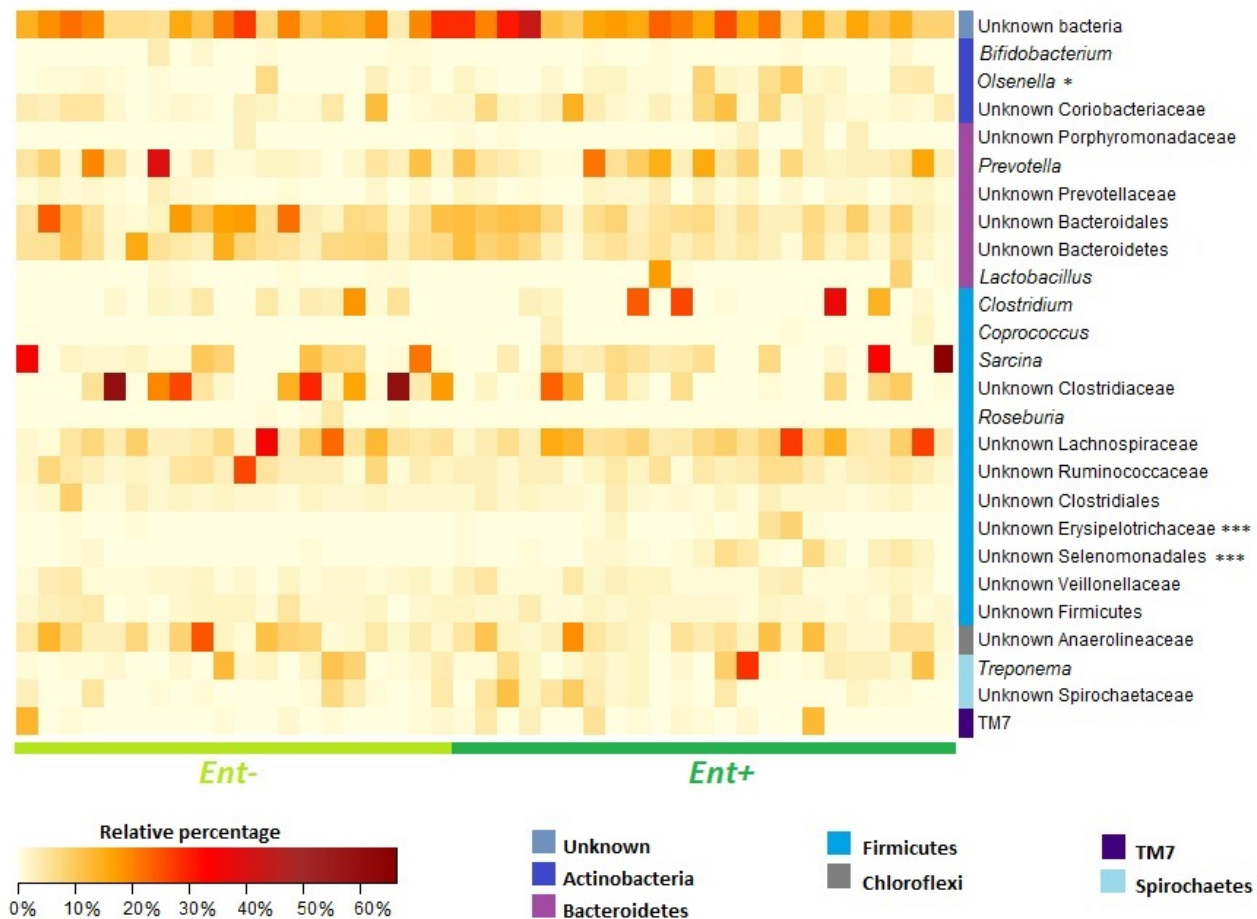 Unknown bacteria
Bifidobacterium
Olsenella *
Unknown Coriobacteriaceae
Unknown Porphyromonadaceae
Prevotella
Unknown Prevotellaceae
Unknown Bacteroidales
Unknown Bacteroidetes
Lactobacillus
Clostridium
Coprococcus
Sarcina
Unknown Clostridiaceae
Roseburia
Unknown Lachnospiraceae
Unknown Ruminococcaceae
Unknown Clostridiales
Unknown Erysipelotrichaceae ***
Unknown Selenomonadales ***
Unknown Veillonellaceae
Unknown Firmicutes
Unknown Anaerolineaceae
Treponema
Unknown Spirochaetaceae
TM7
Ent- Ent+
Relative percentage
0% 10% 20% 30% 40% 50% 60%
Unknown
Actinobacteria
Bacteroidetes
Firmicutes
Chloroflexi
TM7
Spirochaetes